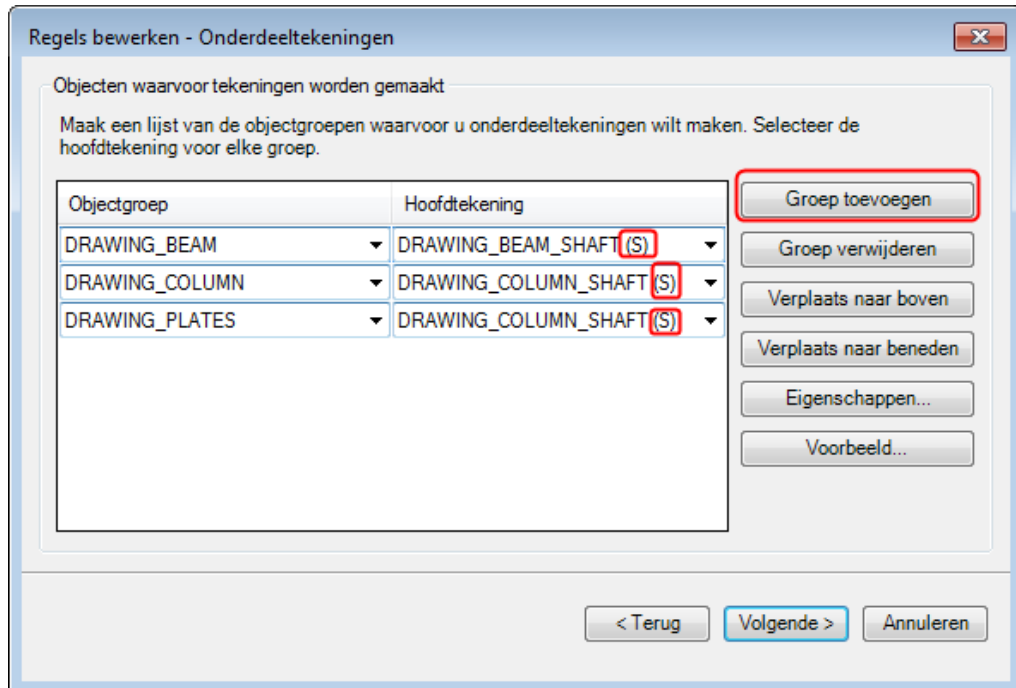 Regels bewerken - Onderdeeltekeningen
Objecten waarvoor tekeningen worden gemaakt
Maak een lijst van de objectgroepen waarvoor u onderdeeltekeningen wilt maken. Selecteer de
hoofdtekening voor elke groep.
Objectgroep Hoofdtekening
DRAWING_BEAM DRAWING_BEAM_SHAFT (S)
DRAWING_COLUMN DRAWING_COLUMN_SHAFT (S)
DRAWING_PLATES DRAWING_COLUMN_SHAFT (S)
Groep toevoegen
Groep verwijderen
Verplaats naar boven
Verplaats naar beneden
Eigenschappen...
Voorbeeld...
< Terug Volgende > Annuleren